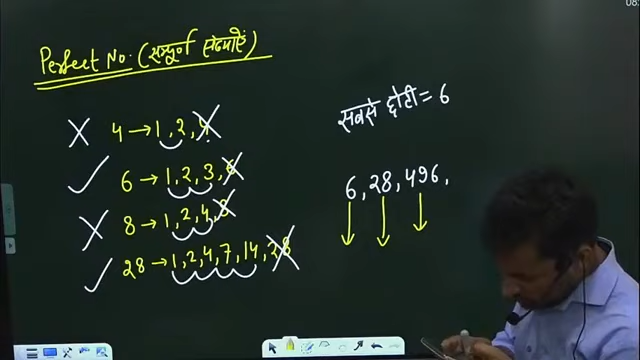 Perfect No. (सम्पूर्ण संख्याएँ)
4 → 1, 2, 4
6 → 1, 2, 3, 6
8 → 1, 2, 4, 8
28 → 1, 2, 4, 7, 14, 28
सबसे छोटी = 6
6, 28, 496,
08: